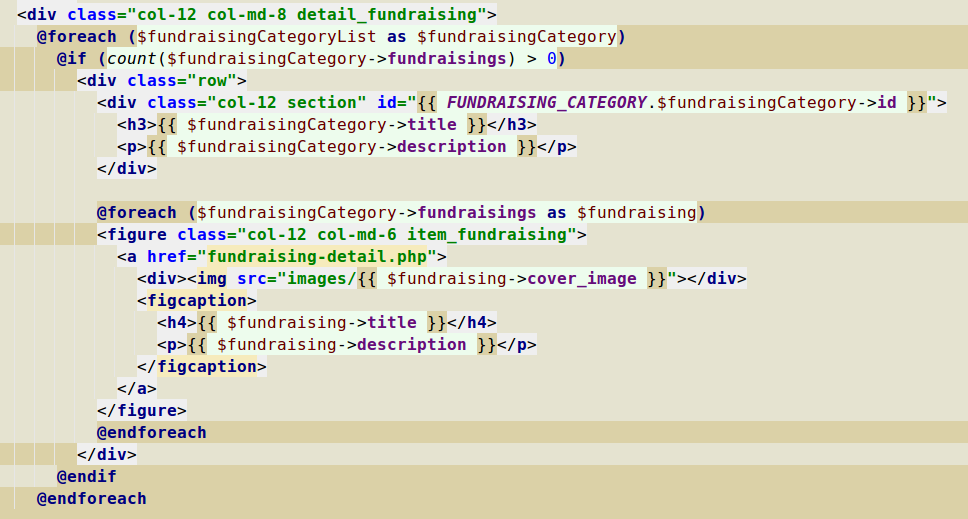 <div class="col-12 col-md-8 detail_fundraising">
@foreach ($fundraisingCategoryList as $fundraisingCategory)
@if (count($fundraisingCategory->fundraisings) > 0)
<div class="row">
<div class="col-12 section" id="{{ FUNDRAISING_CATEGORY.$fundraisingCategory->id }}">
<h3>{{ $fundraisingCategory->title }}</h3>
<p>{{ $fundraisingCategory->description }}</p>
</div>
@foreach ($fundraisingCategory->fundraisings as $fundraising)
<figure class="col-12 col-md-6 item_fundraising">
<a href="fundraising-detail.php">
<div><img src="images/{{ $fundraising->cover_image }}"></div>
<figcaption>
<h4>{{ $fundraising->title }}</h4>
<p>{{ $fundraising->description }}</p>
</figcaption>
</a>
</figure>
@endforeach
</div>
@endif
@endforeach